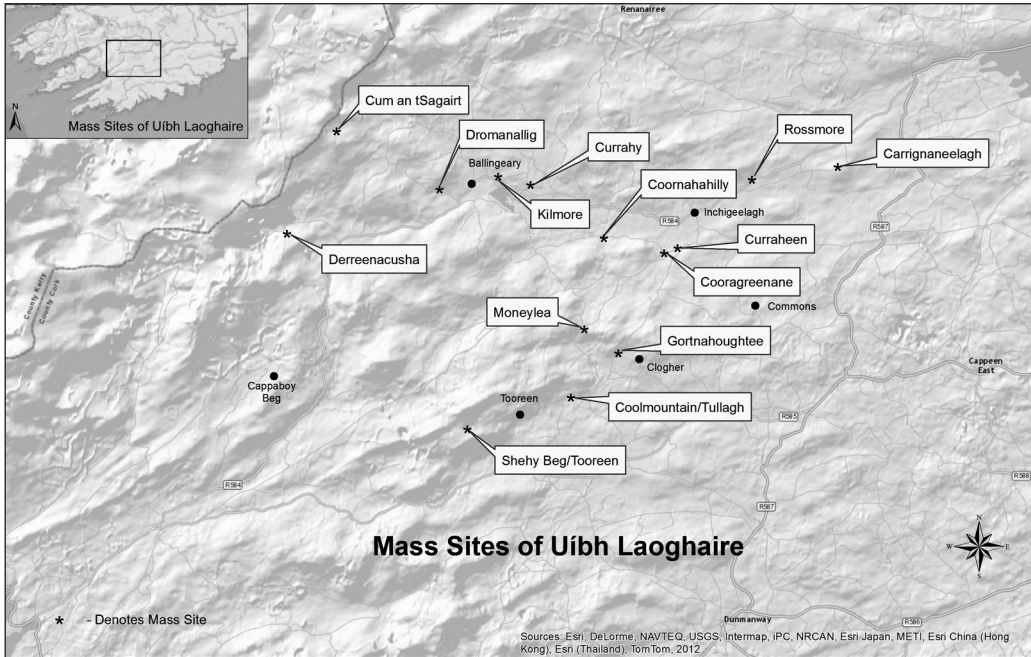 Renanairee
N
Mass Sites of Uíbh Laoghaire
Cum an tSagairt
Dromanallig
Ballingeary
Currahy
Rossmore
Carrignaneelagh
Coornahahilly
Kilmore
Inchigeelagh
R584
R587
Curraheen
Derreenacusha
Cooragreenane
County Kerry
County Cork
Commons
Moneylea
Gortnahoughtee
Clogher
Cappeen
East
Cappaboy
Beg
Tooreen
Coolmountain/Tullagh
R585
Shehy Beg/Tooreen
R584
R588
R587
Mass Sites of Uíbh Laoghaire
N
W
E
S
* - Denotes Mass Site
Dunmanway
R586
Sources: Esri, DeLorme, NAVTEQ, USGS, Intermap, iPC, NRCAN, Esri Japan, METI, Esri China (Hong
Kong), Esri (Thailand), TomTom, 2012